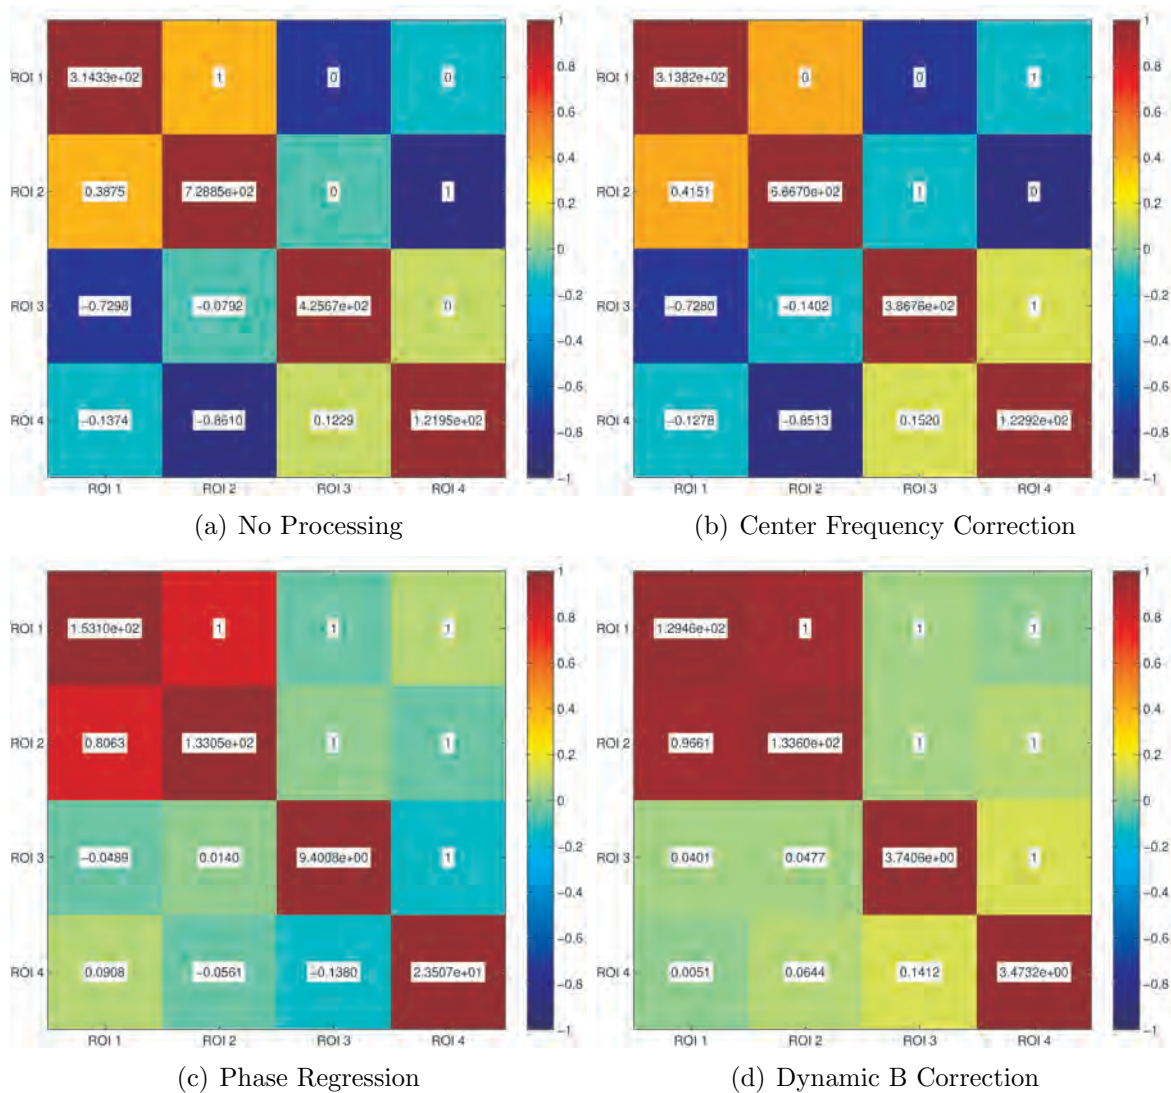 1
ROI 1 3.1433e+02 1 0 0 0.8
0.6
0.4
ROI 2 0.3875 7.2885e+02 0 1 0.2
0
ROI 3 −0.7298 −0.0792 4.2567e+02 0 −0.2
−0.4
−0.6
ROI 4 −0.1374 −0.8610 0.1229 1.2195e+02 −0.8
−1
ROI 1 ROI 2 ROI 3 ROI 4
(a) No Processing
1
ROI 1 3.1382e+02 0 0 1 0.8
0.6
0.4
ROI 2 0.4151 6.6670e+02 1 0 0.2
0
ROI 3 −0.7280 −0.1402 3.8676e+02 1 −0.2
−0.4
−0.6
ROI 4 −0.1278 −0.8513 0.1520 1.2292e+02 −0.8
−1
ROI 1 ROI 2 ROI 3 ROI 4
(b) Center Frequency Correction
1
ROI 1 1.5310e+02 1 1 1 0.8
0.6
0.4
ROI 2 0.8063 1.3305e+02 1 1 0.2
0
ROI 3 −0.0489 0.0140 9.4008e+00 1 −0.2
−0.4
−0.6
ROI 4 0.0908 −0.0561 −0.1380 2.3507e+01 −0.8
−1
ROI 1 ROI 2 ROI 3 ROI 4
(c) Phase Regression
1
ROI 1 1.2946e+02 1 1 1 0.8
0.6
0.4
ROI 2 0.9661 1.3360e+02 1 1 0.2
0
ROI 3 0.0401 0.0477 3.7406e+00 1 −0.2
−0.4
−0.6
ROI 4 0.0051 0.0644 0.1412 3.4732e+00 −0.8
−1
ROI 1 ROI 2 ROI 3 ROI 4
(d) Dynamic B Correction